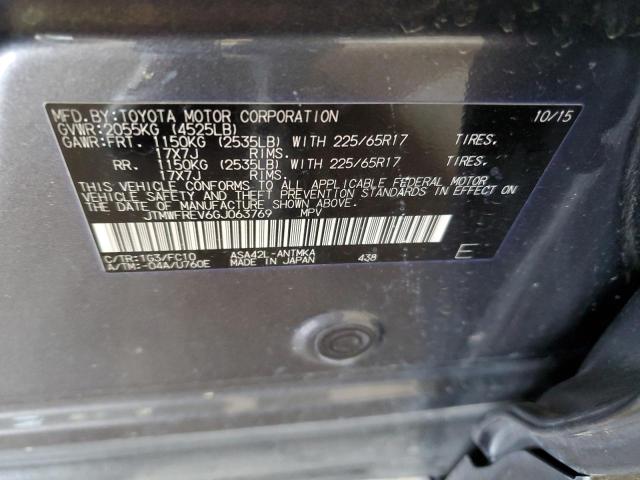 MFD.BY:TOYOTA MOTOR CORPORATION 10/15
GVWR:2055KG (4525LB)
GAWR:FRT. 1150KG (2535LB) WITH 225/65R17 TIRES,
17X7J RIMS.
RR. 1150KG (2535LB) WITH 225/65R17 TIRES,
17X7J RIMS.
THIS VEHICLE CONFORMS TO ALL APPLICABLE FEDERAL MOTOR
VEHICLE SAFETY AND THEFT PREVENTION STANDARDS IN EFFECT ON
THE DATE OF MANUFACTURE SHOWN ABOVE.
JTMWFREV6GJ063769 MPV
C/TR:1G3/FC10 ASA42L-ANTMKA
A/TM:-04A/U760E MADE IN JAPAN 438 E